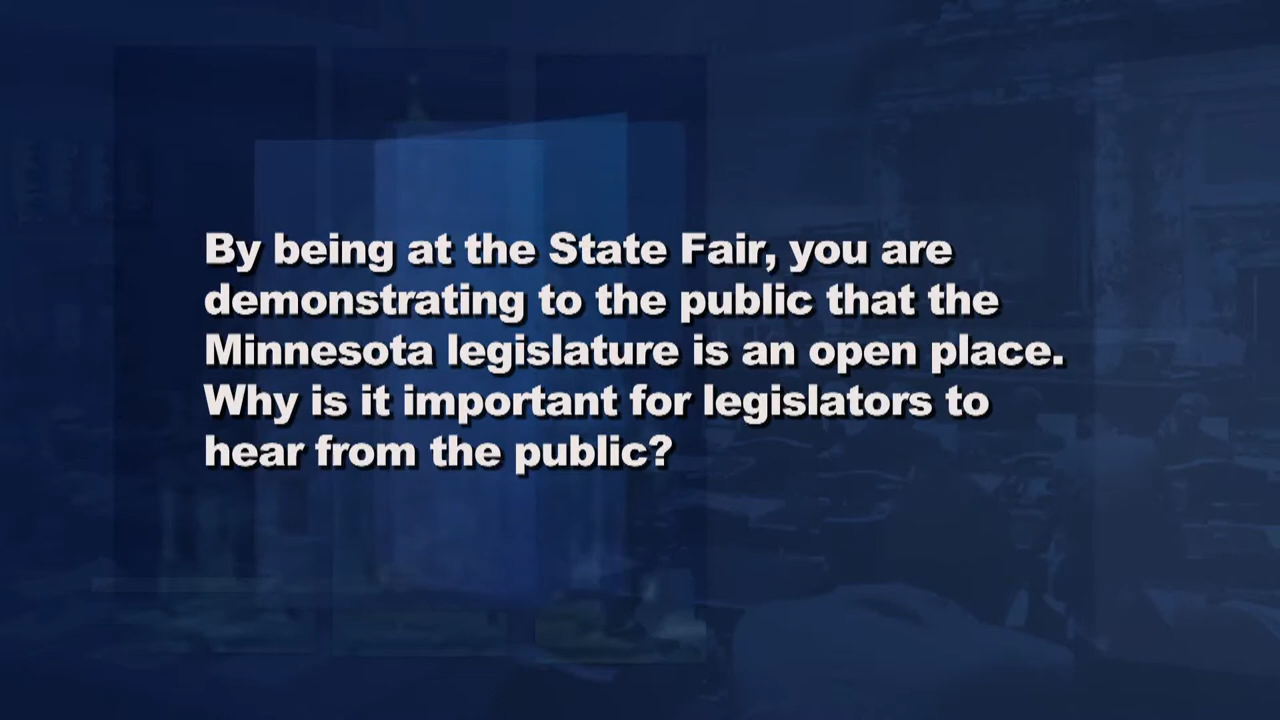 By being at the State Fair, you are
demonstrating to the public that the
Minnesota legislature is an open place.
Why is it important for legislators to
hear from the public?